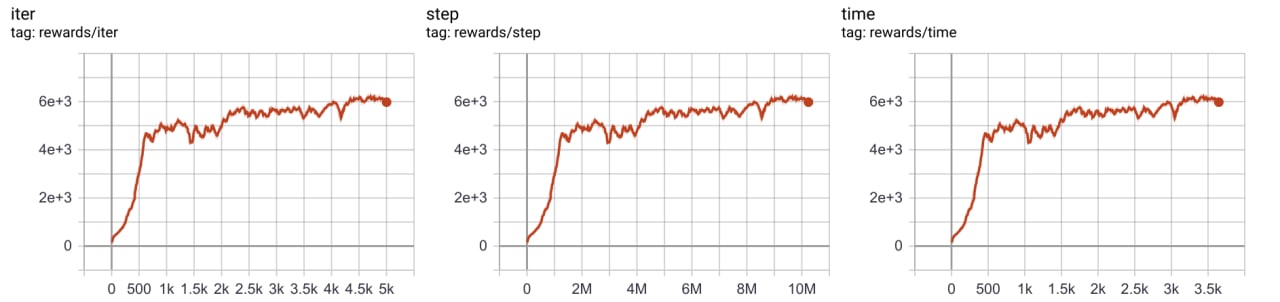 iter
tag: rewards/iter
6e+3
4e+3
2e+3
0
0 500 1k 1.5k 2k 2.5k 3k 3.5k 4k 4.5k 5k
step
tag: rewards/step
6e+3
4e+3
2e+3
0
0 2M 4M 6M 8M 10M
time
tag: rewards/time
6e+3
4e+3
2e+3
0
0 500 1k 1.5k 2k 2.5k 3k 3.5k